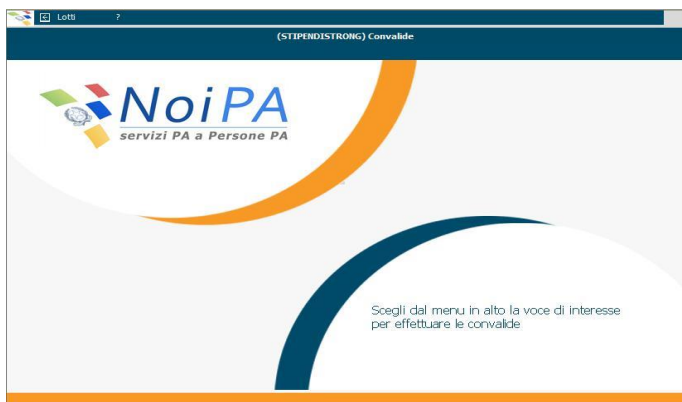 Lotti ?
(STIPENDISTRONG) Convalide
NoiPA
servizi PA a Persone PA
Scegli dal menu in alto la voce di interesse
per effettuare le convalide